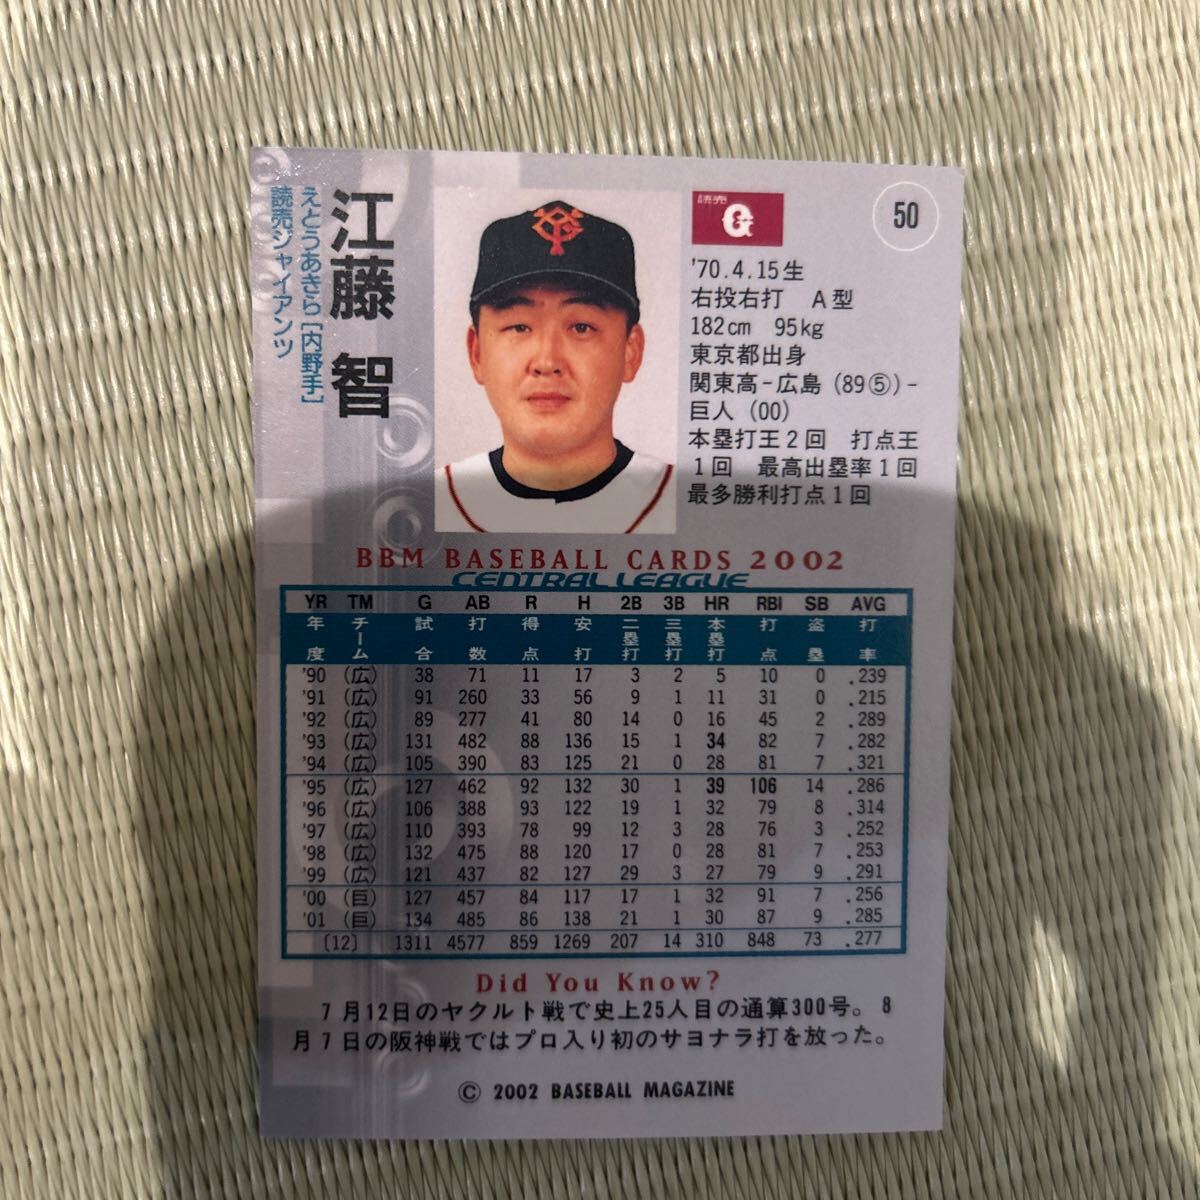 江藤 智
えとうあきら[内野手]
読売ジャイアンツ
YG
読売
G
50
'70.4.15生
右投右打 A型
182cm 95kg
東京都出身
関東高-広島(89⑤)-
巨人(00)
本塁打王2回 打点王
1回 最高出塁率1回
最多勝利打点1回
BBM BASEBALL CARDS 2002
CENTRAL LEAGUE
YR TM G AB R H 2B 3B HR RBI SB AVG
年度 チーム 試合 打数 得点 安打 二塁打 三塁打 本塁打 打点 盗塁 打率
'90 (広) 38 71 11 17 3 2 5 10 0 .239
'91 (広) 91 260 33 56 9 1 11 31 0 .215
'92 (広) 89 277 41 80 14 0 16 45 2 .289
'93 (広) 131 482 88 136 15 1 34 82 7 .282
'94 (広) 105 390 83 125 21 0 28 81 7 .321
'95 (広) 127 462 92 132 30 1 39 106 14 .286
'96 (広) 106 388 93 122 19 1 32 79 8 .314
'97 (広) 110 393 78 99 12 3 28 76 3 .252
'98 (広) 132 475 88 120 17 0 28 81 7 .253
'99 (広) 121 437 82 127 29 3 27 79 9 .291
'00 (巨) 127 457 84 117 17 1 32 91 7 .256
'01 (巨) 134 485 86 138 21 1 30 87 9 .285
[12] 1311 4577 859 1269 207 14 310 848 73 .277
Did You Know?
7月12日のヤクルト戦で史上25人目の通算300号。8
月7日の阪神戦ではプロ入り初のサヨナラ打を放った。
© 2002 BASEBALL MAGAZINE